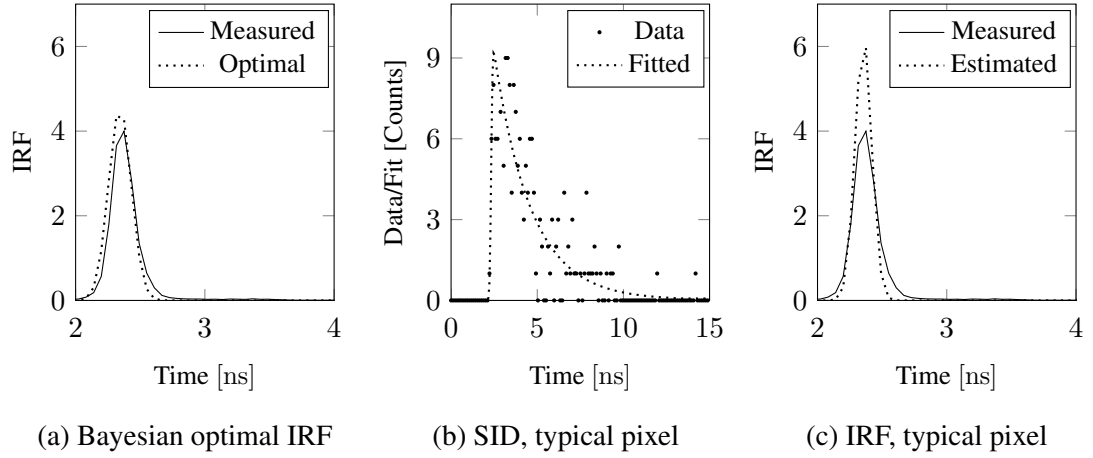 6
4
2
0
2
3
4
IRF
Time [ns]
Measured
Optimal
(a) Bayesian optimal IRF
9
6
3
0
0
5
10
15
Data/Fit [Counts]
Time [ns]
Data
Fitted
(b) SID, typical pixel
6
4
2
0
2
3
4
IRF
Time [ns]
Measured
Estimated
(c) IRF, typical pixel